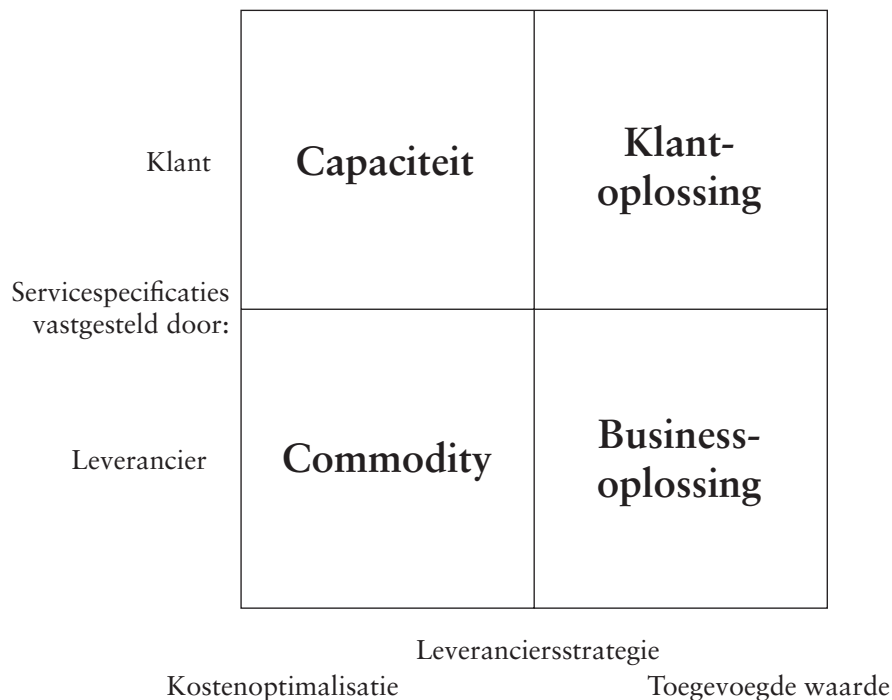 Klant
Capaciteit
Klant-
oplossing
Servicespecificaties
vastgesteld door:
Leverancier
Commodity
Business-
oplossing
Leveranciersstrategie
Kostenoptimalisatie
Toegevoegde waarde